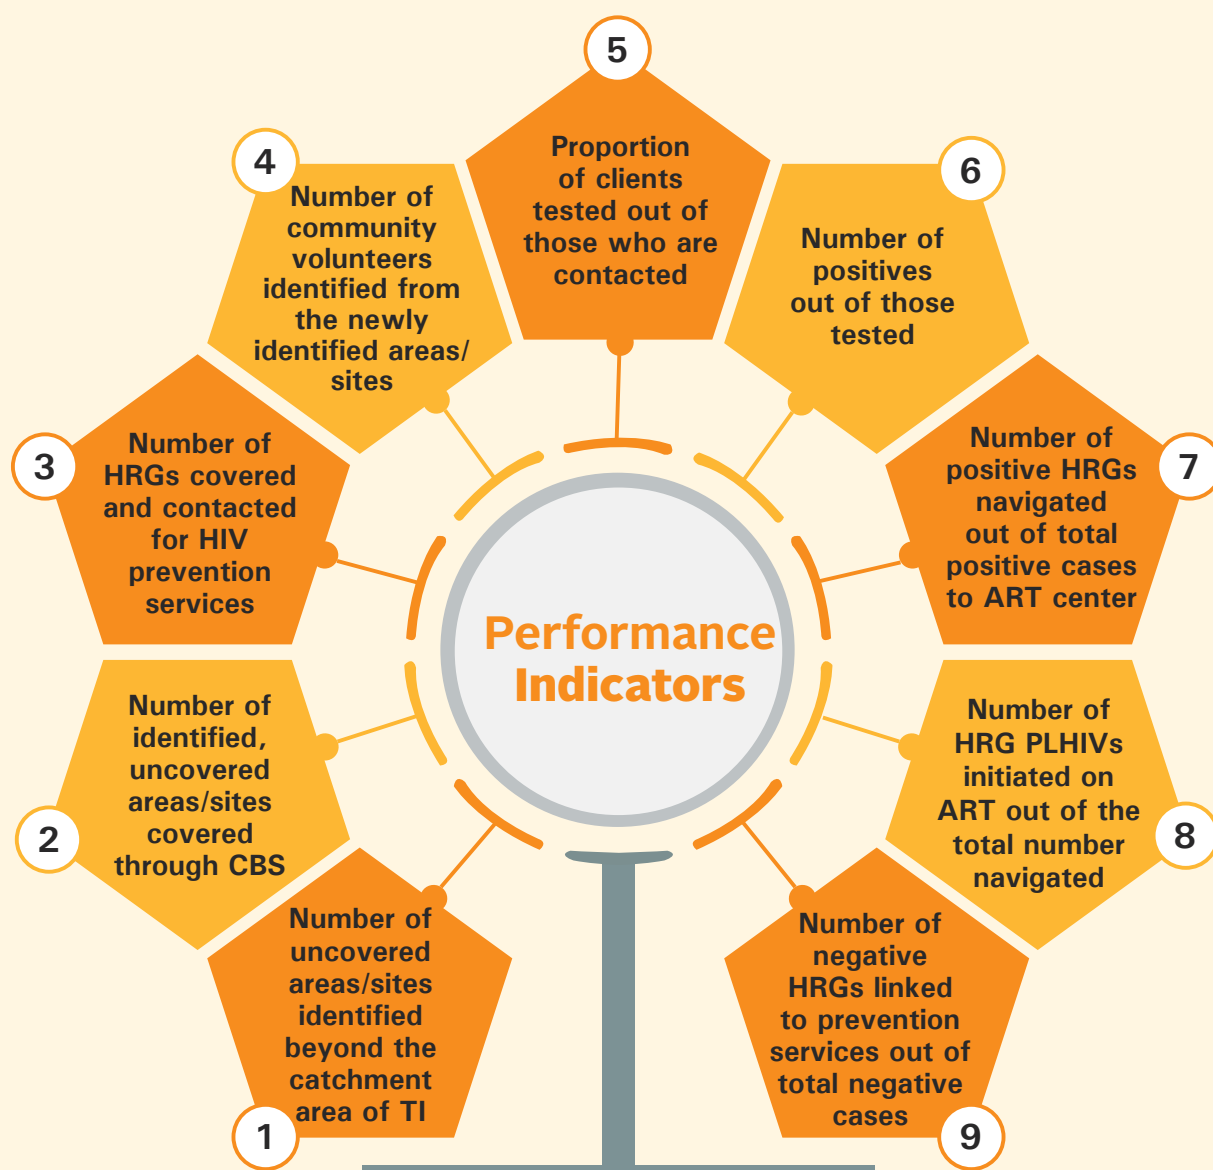 Performance
Indicators
1
Number of
uncovered
areas/sites
identified
beyond the
catchment
area of TI
2
Number of
identified,
uncovered
areas/sites
covered
through CBS
3
Number of
HRGs covered
and contacted
for HIV
prevention
services
4
Number of
community
volunteers
identified from
the newly
identified areas/
sites
5
Proportion
of clients
tested out of
those who are
contacted
6
Number of
positives
out of those
tested
7
Number of
positive HRGs
navigated
out of total
positive cases
to ART center
8
Number of
HRG PLHIVs
initiated on
ART out of the
total number
navigated
9
Number of
negative
HRGs linked
to prevention
services out of
total negative
cases